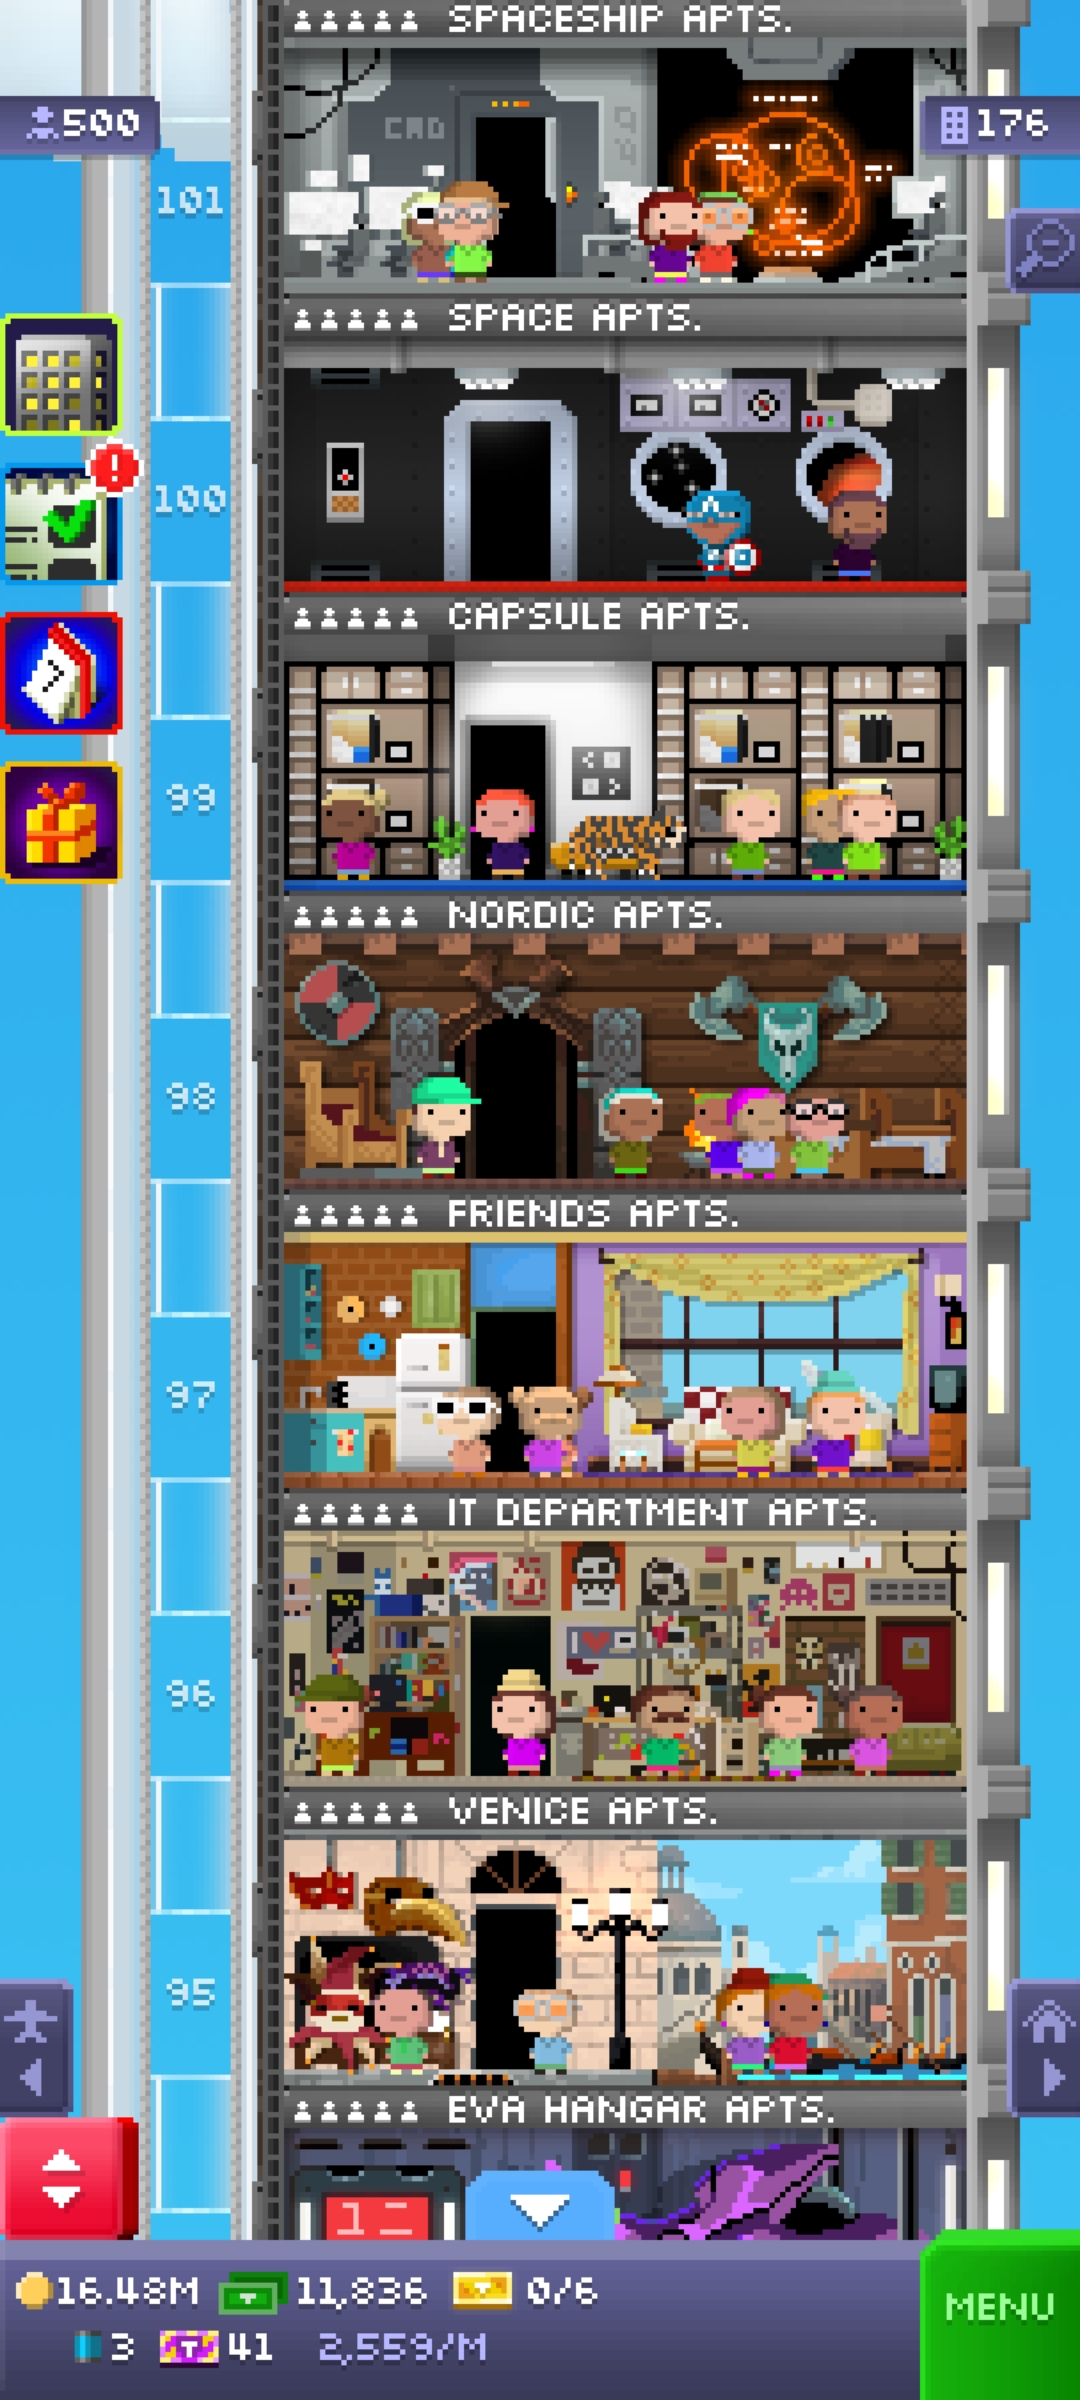 SPACESHIP APTS.
500
176
CMD
101
SPACE APTS.
100
CAPSULE APTS.
99
NORDIC APTS.
98
FRIENDS APTS.
97
IT DEPARTMENT APTS.
96
VENICE APTS.
95
EVA HANGAR APTS.
16.48M 11,836 0/6
MENU
3 41 2,559/M